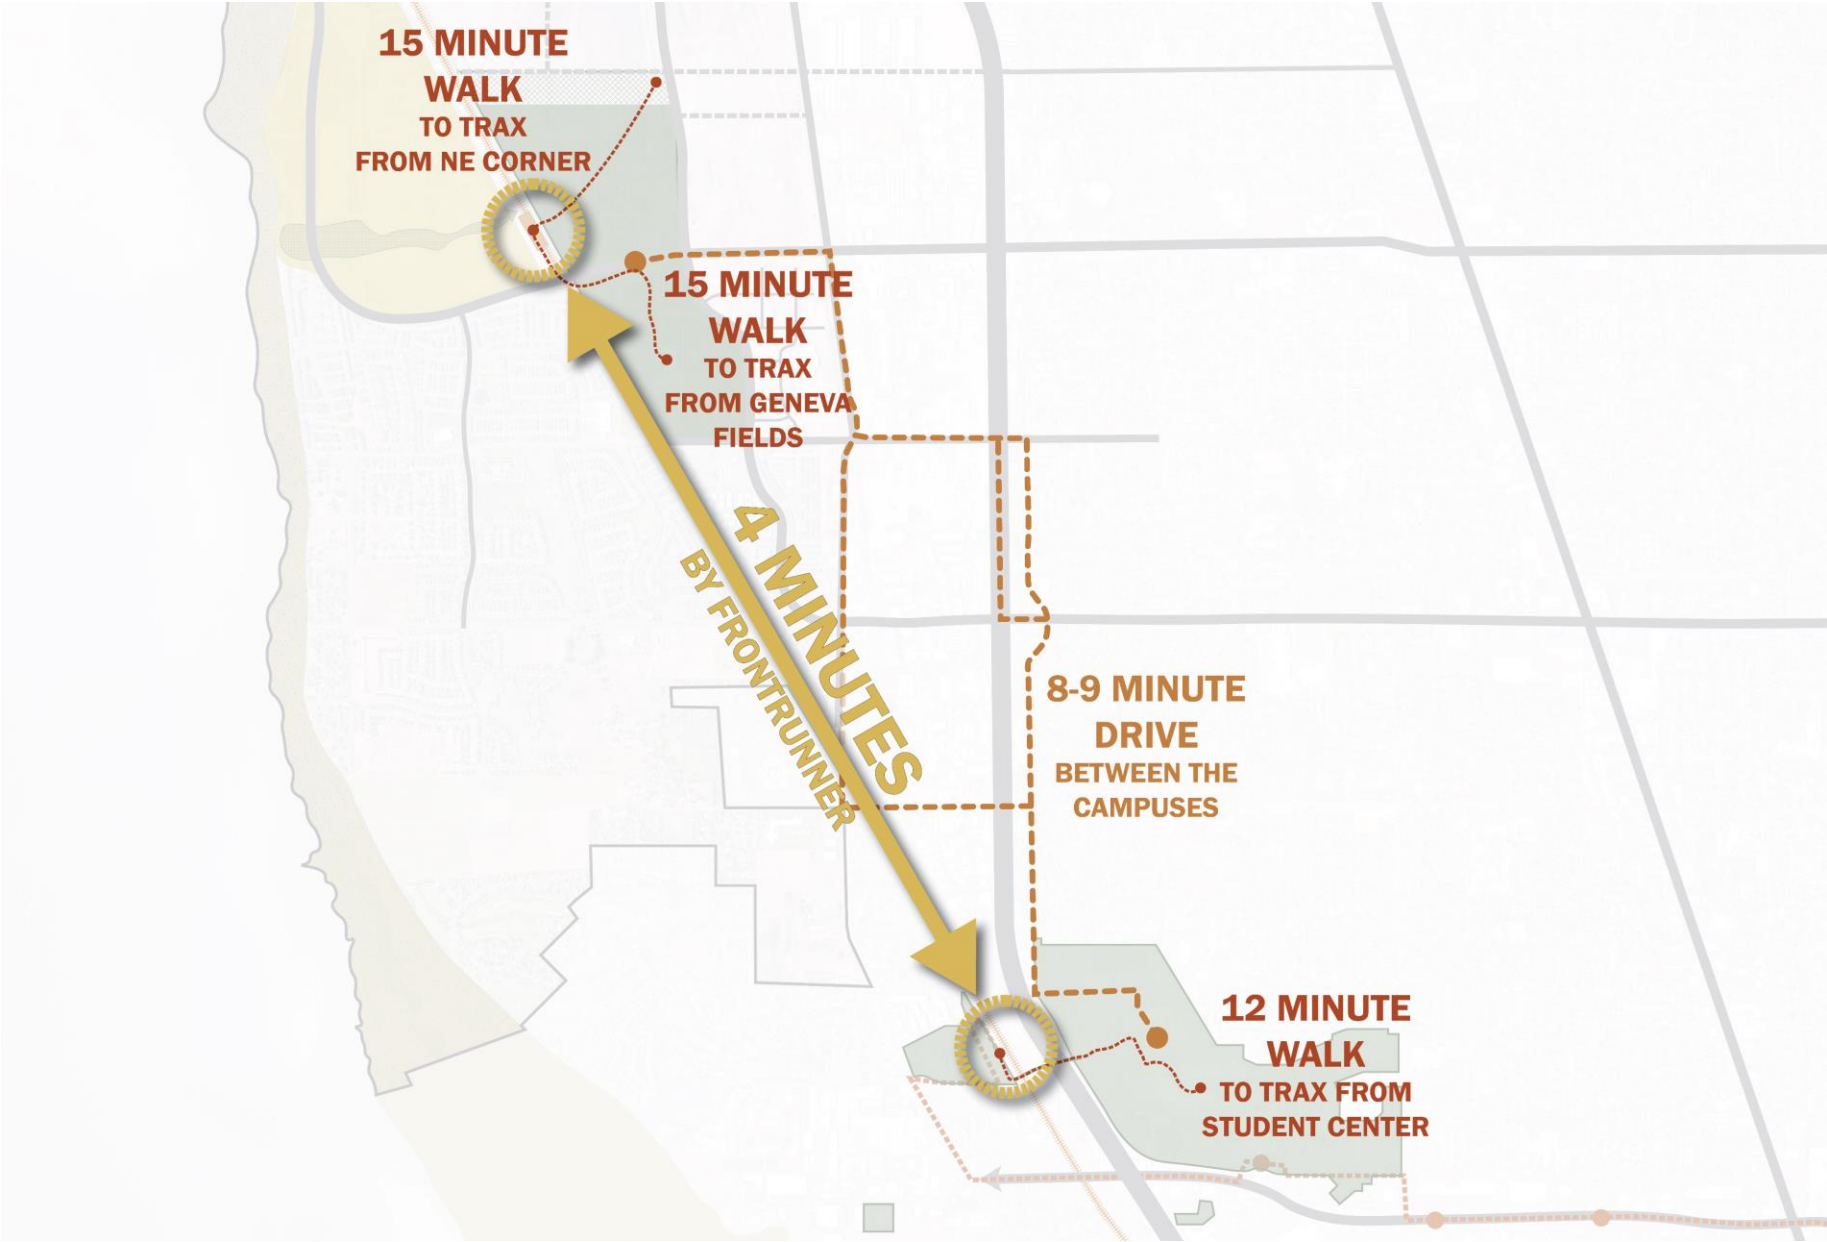 15 MINUTE
WALK
TO TRAX
FROM NE CORNER
15 MINUTE
WALK
TO TRAX
FROM GENEVA
FIELDS
4 MINUTES
BY FRONTRUNNER
8-9 MINUTE
DRIVE
BETWEEN THE
CAMPUSES
12 MINUTE
WALK
TO TRAX FROM
STUDENT CENTER